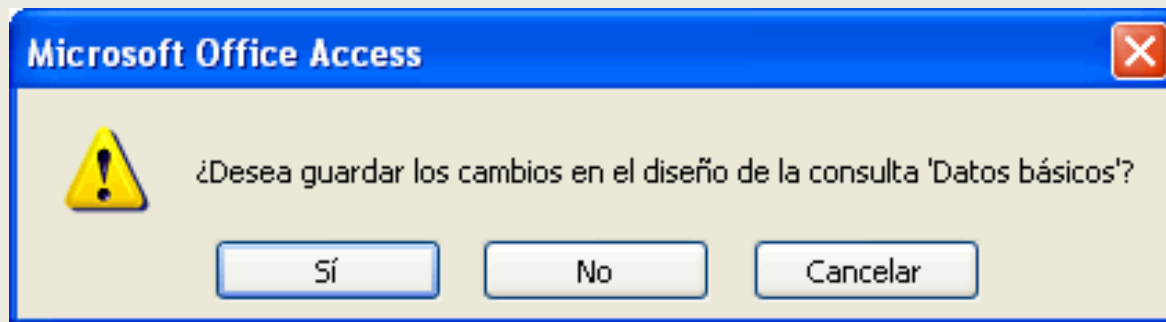 Microsoft Office Access
¿Desea guardar los cambios en el diseño de la consulta 'Datos básicos'?
Sí
No
Cancelar